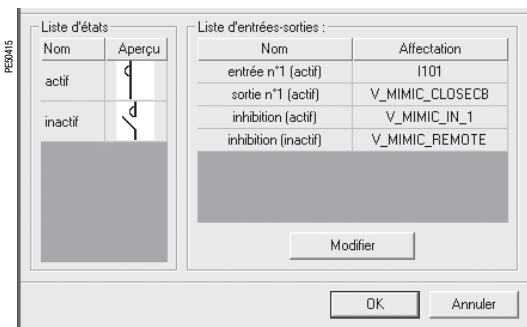 PE50415
Liste d'états
Nom Aperçu
actif
inactif
Liste d'entrées-sorties :
Nom Affectation
entrée n°1 (actif) I101
sortie n°1 (actif) V_MIMIC_CLOSECB
inhibition (actif) V_MIMIC_IN_1
inhibition (inactif) V_MIMIC_REMOTE
Modifier
OK Annuler